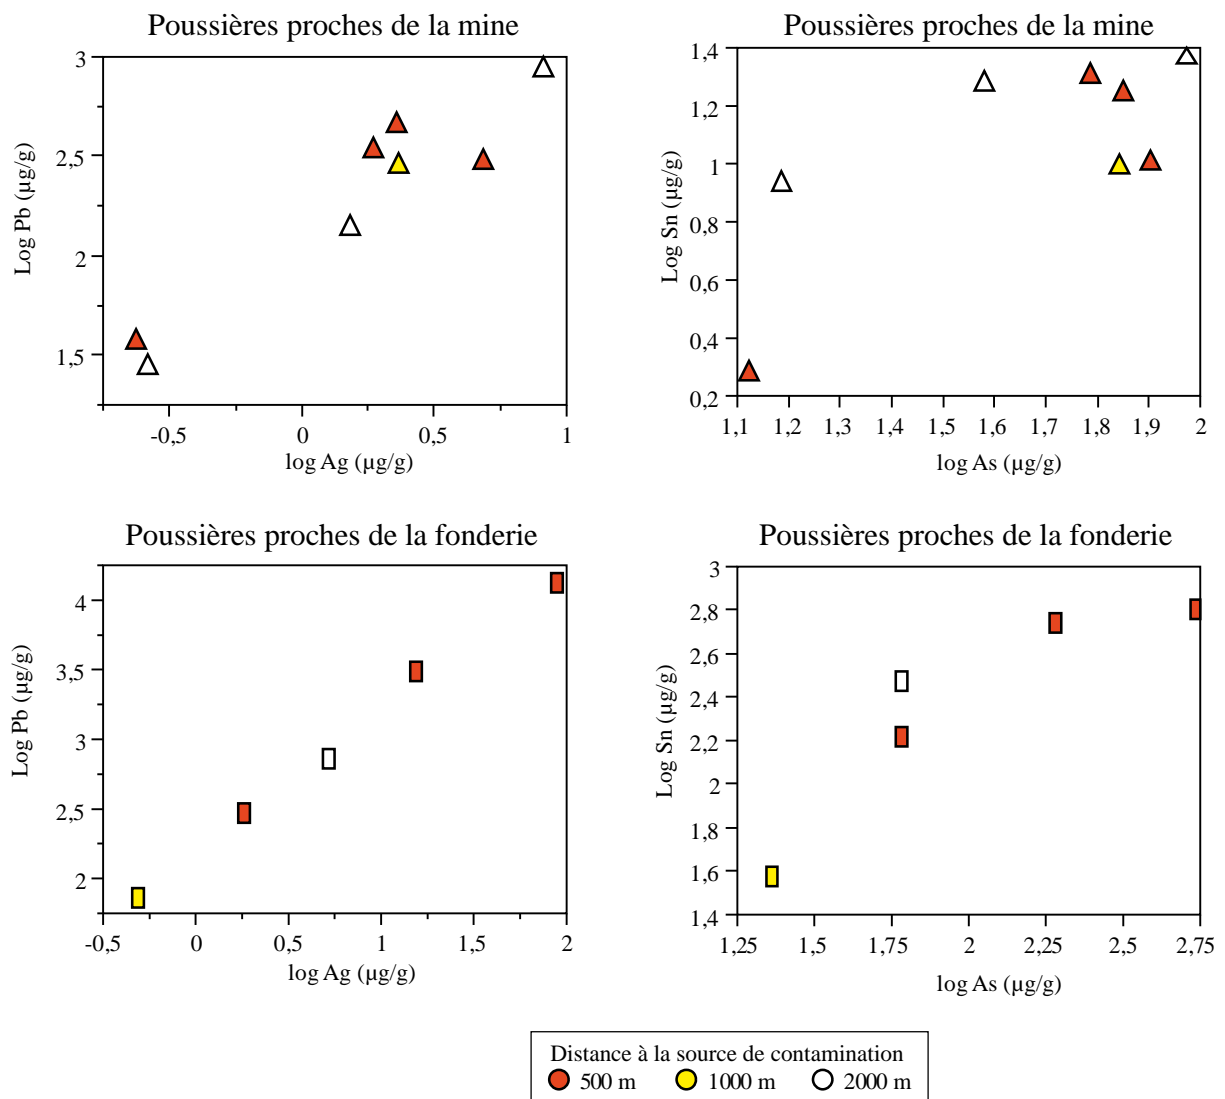 Poussières proches de la mine
Log Pb (µg/g)
3
2,5
2
1,5
-0,5 0 0,5 1
log Ag (µg/g)
Poussières proches de la mine
Log Sn (µg/g)
1,4
1,2
1
0,8
0,6
0,4
0,2
1,1 1,2 1,3 1,4 1,5 1,6 1,7 1,8 1,9 2
log As (µg/g)
Poussières proches de la fonderie
Log Pb (µg/g)
4
3,5
3
2,5
2
-0,5 0 0,5 1 1,5 2
log Ag (µg/g)
Poussières proches de la fonderie
Log Sn (µg/g)
3
2,8
2,6
2,4
2,2
2
1,8
1,6
1,4
1,25 1,5 1,75 2 2,25 2,5 2,75
log As (µg/g)
Distance à la source de contamination
500 m 1000 m 2000 m